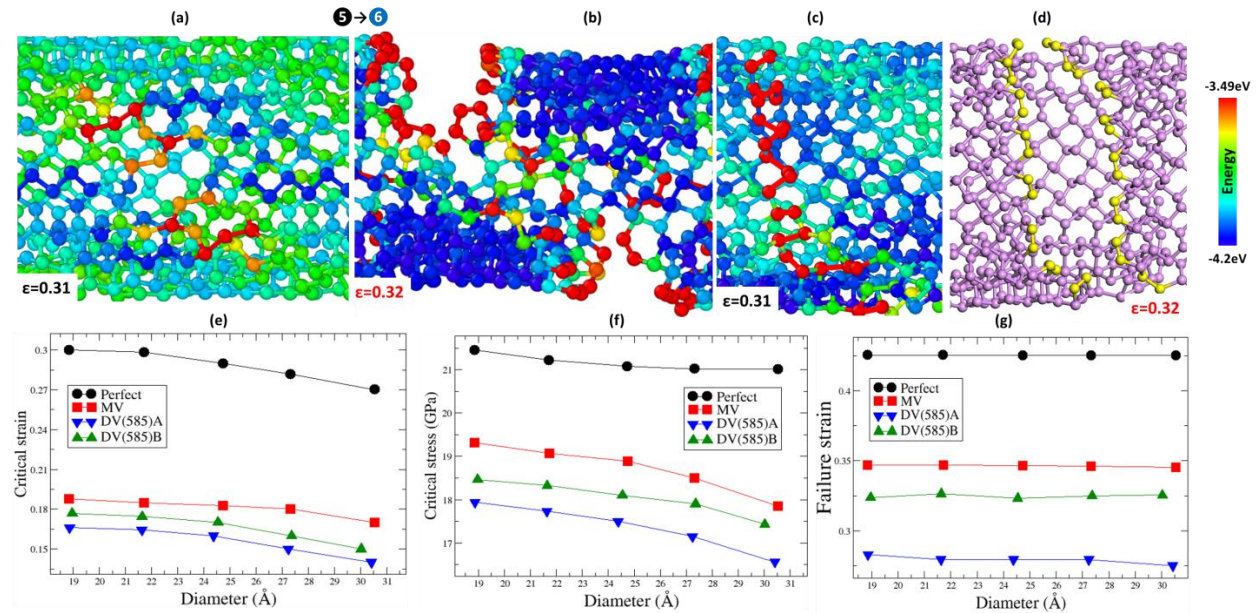 (a)
❺→❻
(b)
(c)
(d)
ε=0.31
ε=0.32
ε=0.31
ε=0.32
-3.49eV
Energy
-4.2eV
(e)
Critical strain
0.3
0.27
0.21
0.18
0.15
Perfect
MV
DV(585)A
DV(585)B
19 20 21 22 23 24 25 26 27 28 29 30 31
Diameter (Å)
(f)
Critical stress (GPa)
21
20
19
18
17
16
Perfect
MV
DV(585)A
DV(585)B
19 20 21 22 23 24 25 26 27 28 29 30 31
Diameter (Å)
(g)
Failure strain
0.4
0.35
0.3
Perfect
MV
DV(585)A
DV(585)B
19 20 21 22 23 24 25 26 27 28 29 30
Diameter (Å)